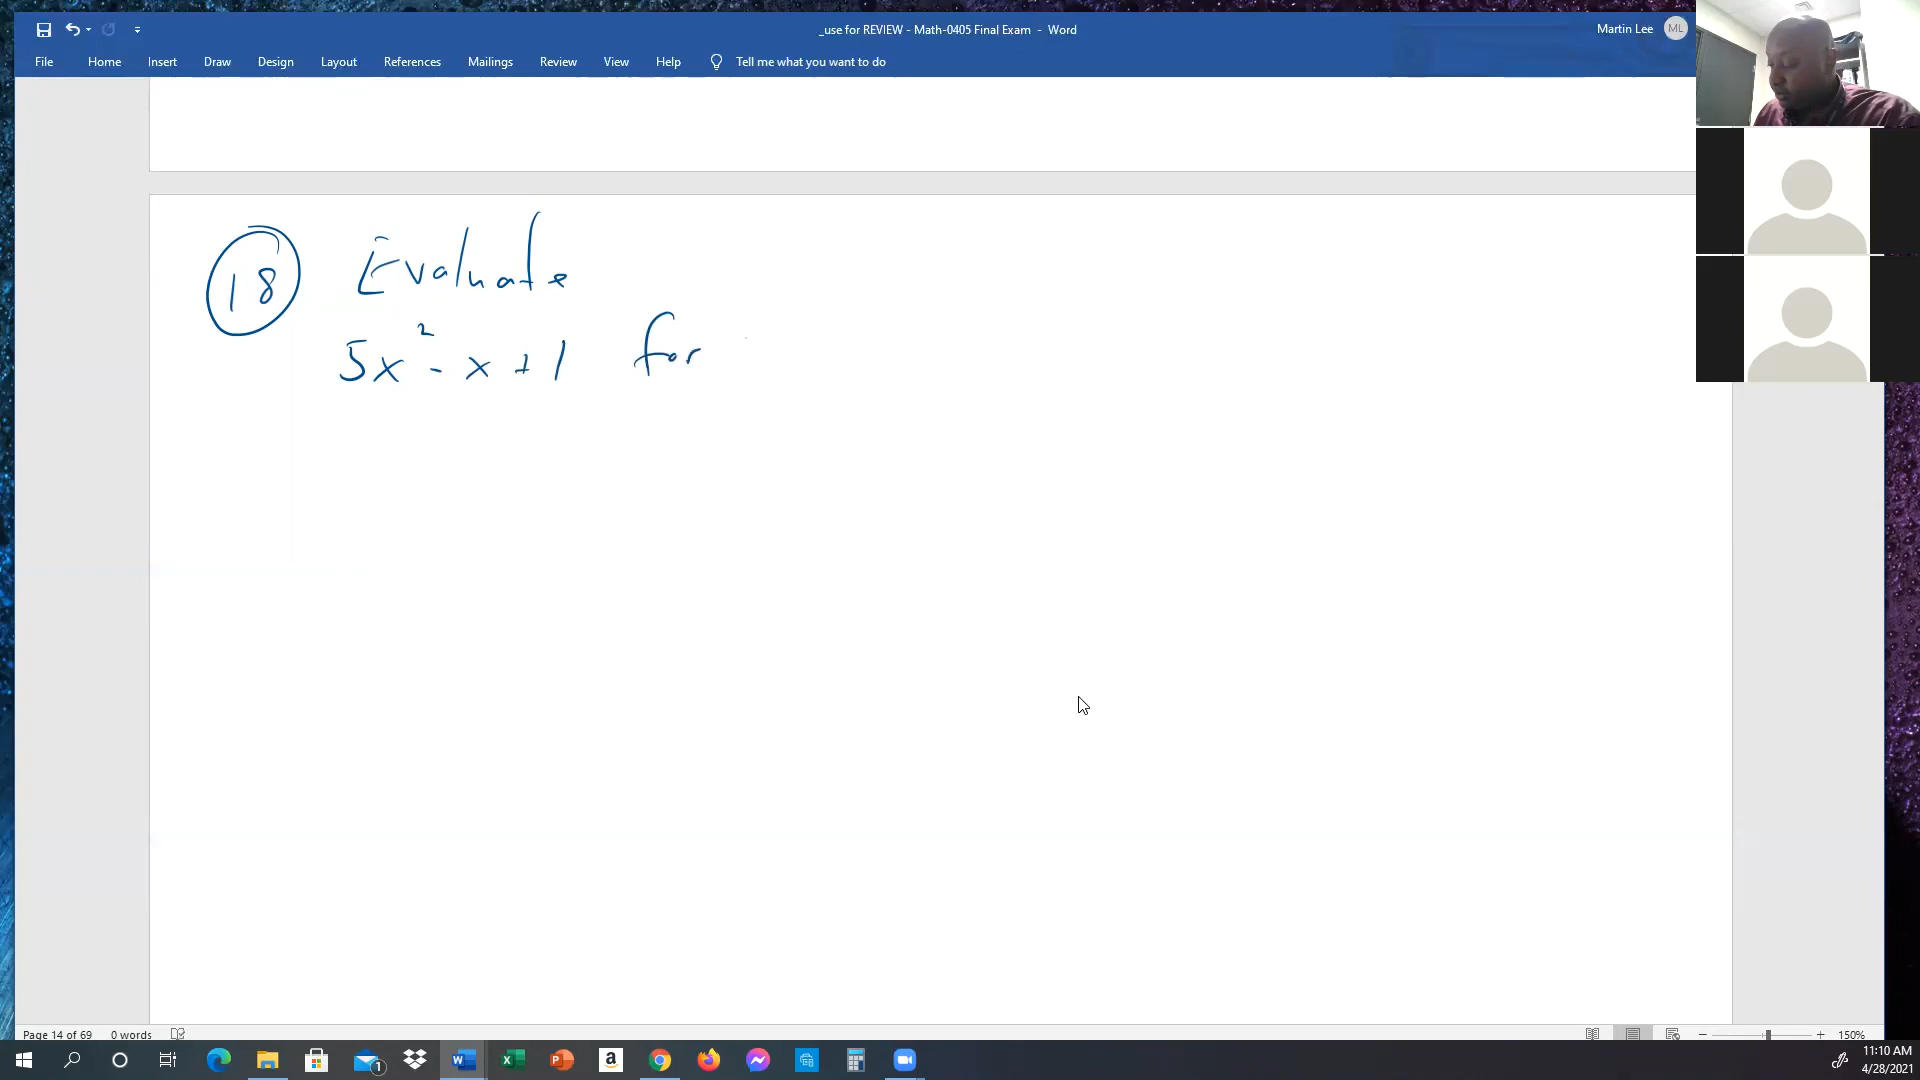 _use for REVIEW - Math-0405 Final Exam - Word
Martin Lee ML
File Home Insert Draw Design Layout References Mailings Review View Help Tell me what you want to do
18 Evaluate
5x² - x + 1 for
Page 14 of 69 0 words
150%
11:10 AM
4/28/2021